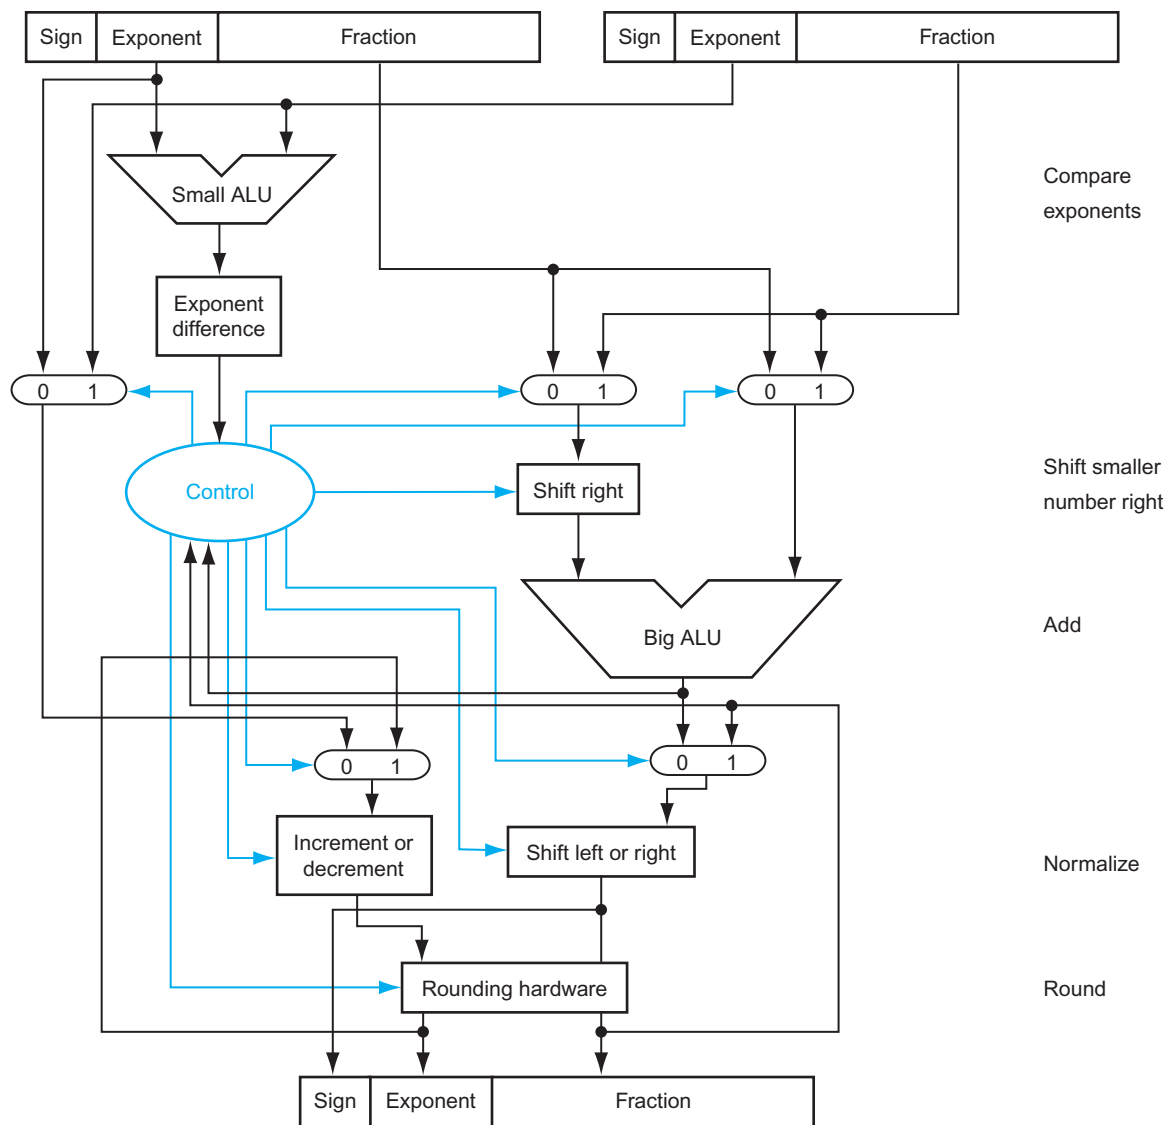 Sign Exponent Fraction Sign Exponent Fraction
Small ALU
Compare
exponents
Exponent
difference
0 1 0 1 0 1
Control
Shift right
Shift smaller
number right
Big ALU
Add
0 1 0 1
Increment or
decrement
Shift left or right
Normalize
Rounding hardware
Round
Sign Exponent Fraction